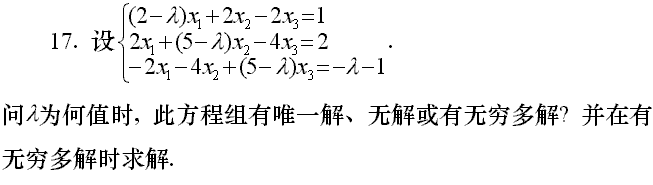 (2−λ)x₁+2x₂−2x₃=1
17. 设{2x₁+(5−λ)x₂−4x₃=2 .
−2x₁−4x₂+(5−λ)x₃=−λ−1
问λ为何值时, 此方程组有唯一解、无解或有无穷多解? 并在有
无穷多解时求解.